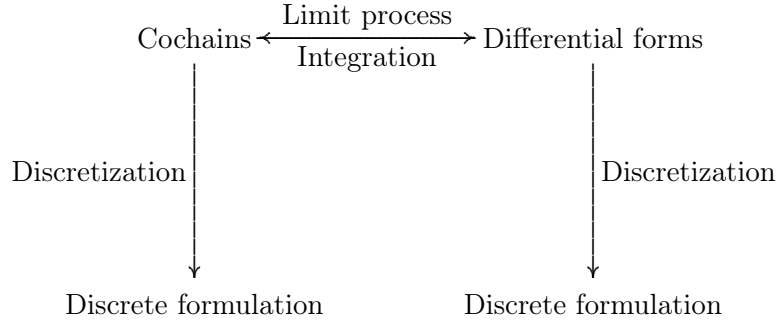 Limit process
Cochains
Differential forms
Integration
Discretization
Discretization
Discrete formulation
Discrete formulation